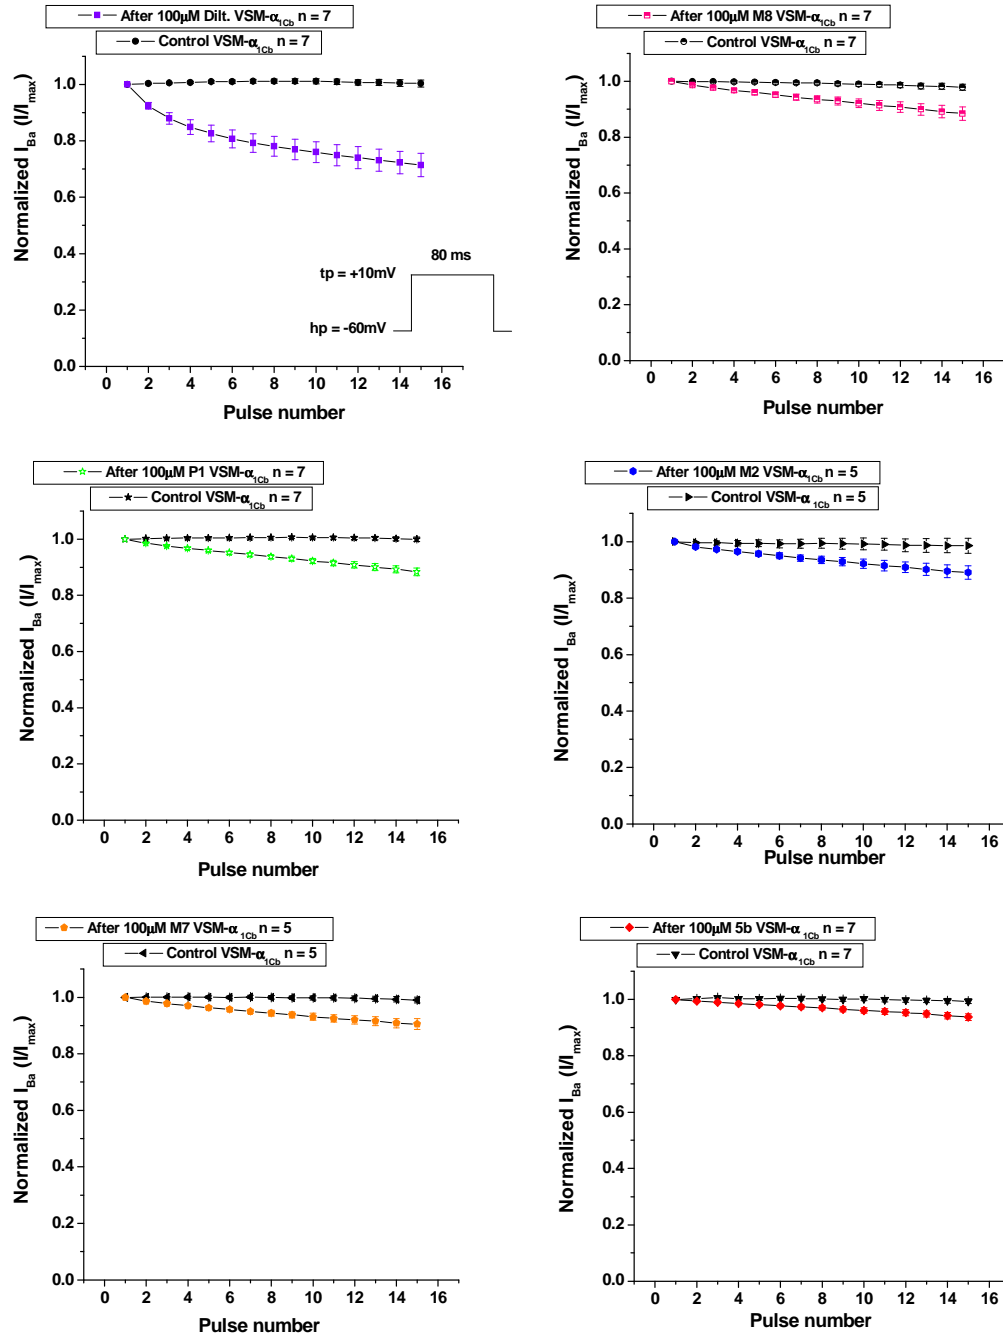 After 100μM Dilt. VSM-α1Cb n = 7
Control VSM-α1Cb n = 7
1.0
0.8
0.6
0.4
0.2
0.0
Normalized IBa (I/Imax)
80 ms
tp = +10mV
hp = -60mV
0 2 4 6 8 10 12 14 16
Pulse number
After 100μM M8 VSM-α1Cb n = 7
Control VSM-α1Cb n = 7
1.0
0.8
0.6
0.4
0.2
0.0
Normalized IBa (I/Imax)
0 2 4 6 8 10 12 14 16
Pulse number
After 100μM P1 VSM-α1Cb n = 7
Control VSM-α1Cb n = 7
1.0
0.8
0.6
0.4
0.2
0.0
Normalized IBa (I/Imax)
0 2 4 6 8 10 12 14 16
Pulse number
After 100μM M2 VSM-α1Cb n = 5
Control VSM-α1Cb n = 5
1.0
0.8
0.6
0.4
0.2
0.0
Normalized IBa (I/Imax)
0 2 4 6 8 10 12 14 16
Pulse number
After 100μM M7 VSM-α1Cb n = 5
Control VSM-α1Cb n = 5
1.0
0.8
0.6
0.4
0.2
0.0
Normalized IBa (I/Imax)
0 2 4 6 8 10 12 14 16
Pulse number
After 100μM 5b VSM-α1Cb n = 7
Control VSM-α1Cb n = 7
1.0
0.8
0.6
0.4
0.2
0.0
Normalized IBa (I/Imax)
0 2 4 6 8 10 12 14 16
Pulse number